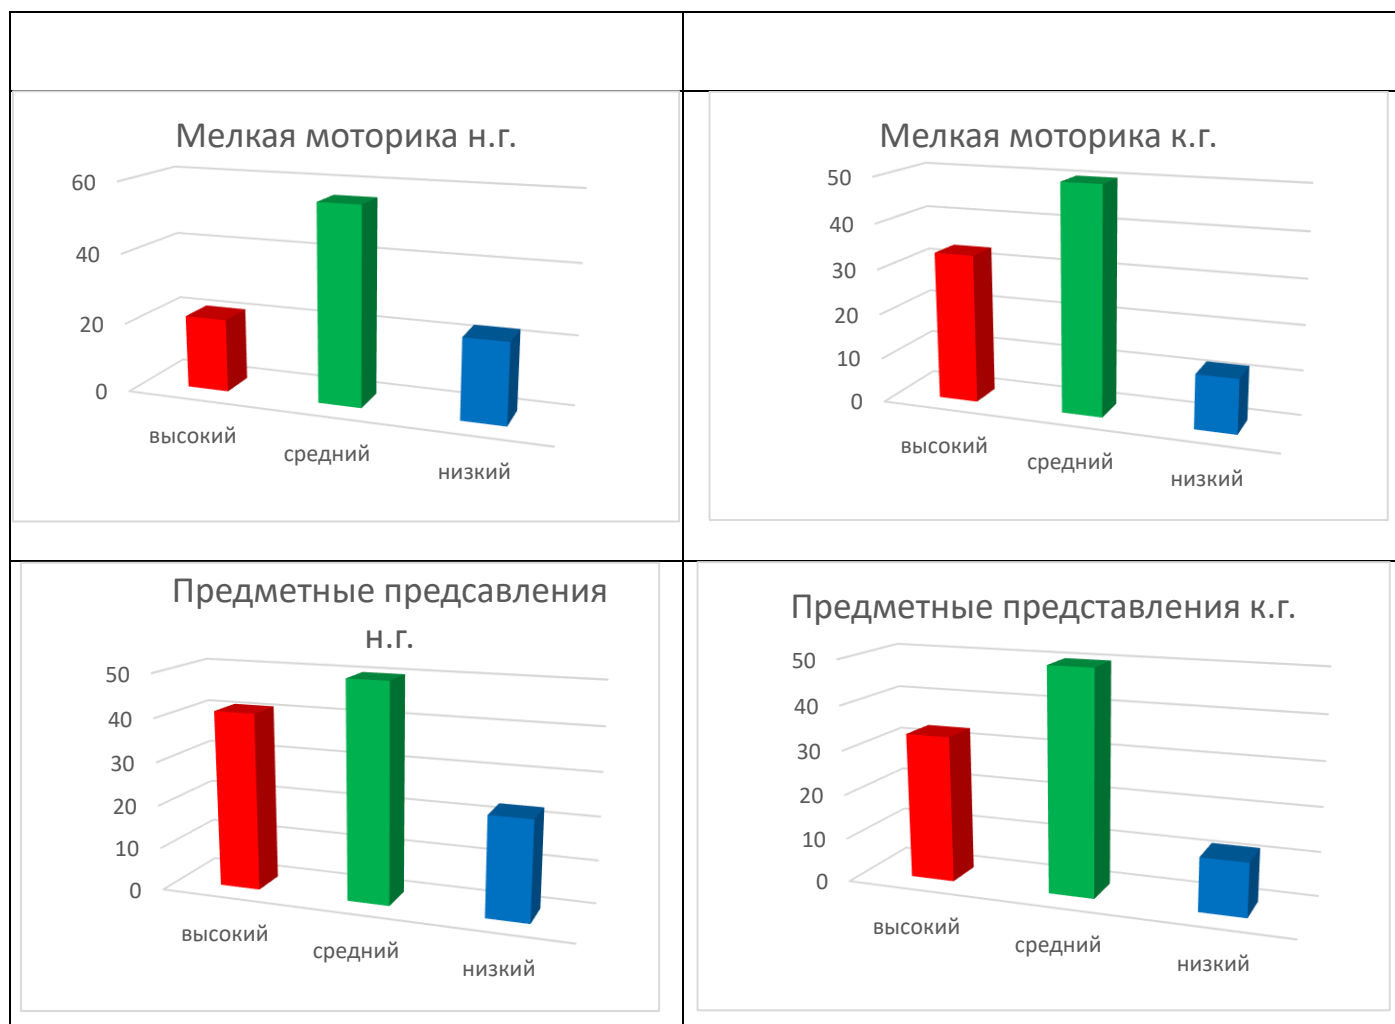 Мелкая моторика н.г.
60
40
20
0
высокий
средний
низкий
Мелкая моторика к.г.
50
40
30
20
10
0
высокий
средний
низкий
Предметные предсавления
н.г.
50
40
30
20
10
0
высокий
средний
низкий
Предметные представления к.г.
50
40
30
20
10
0
высокий
средний
низкий